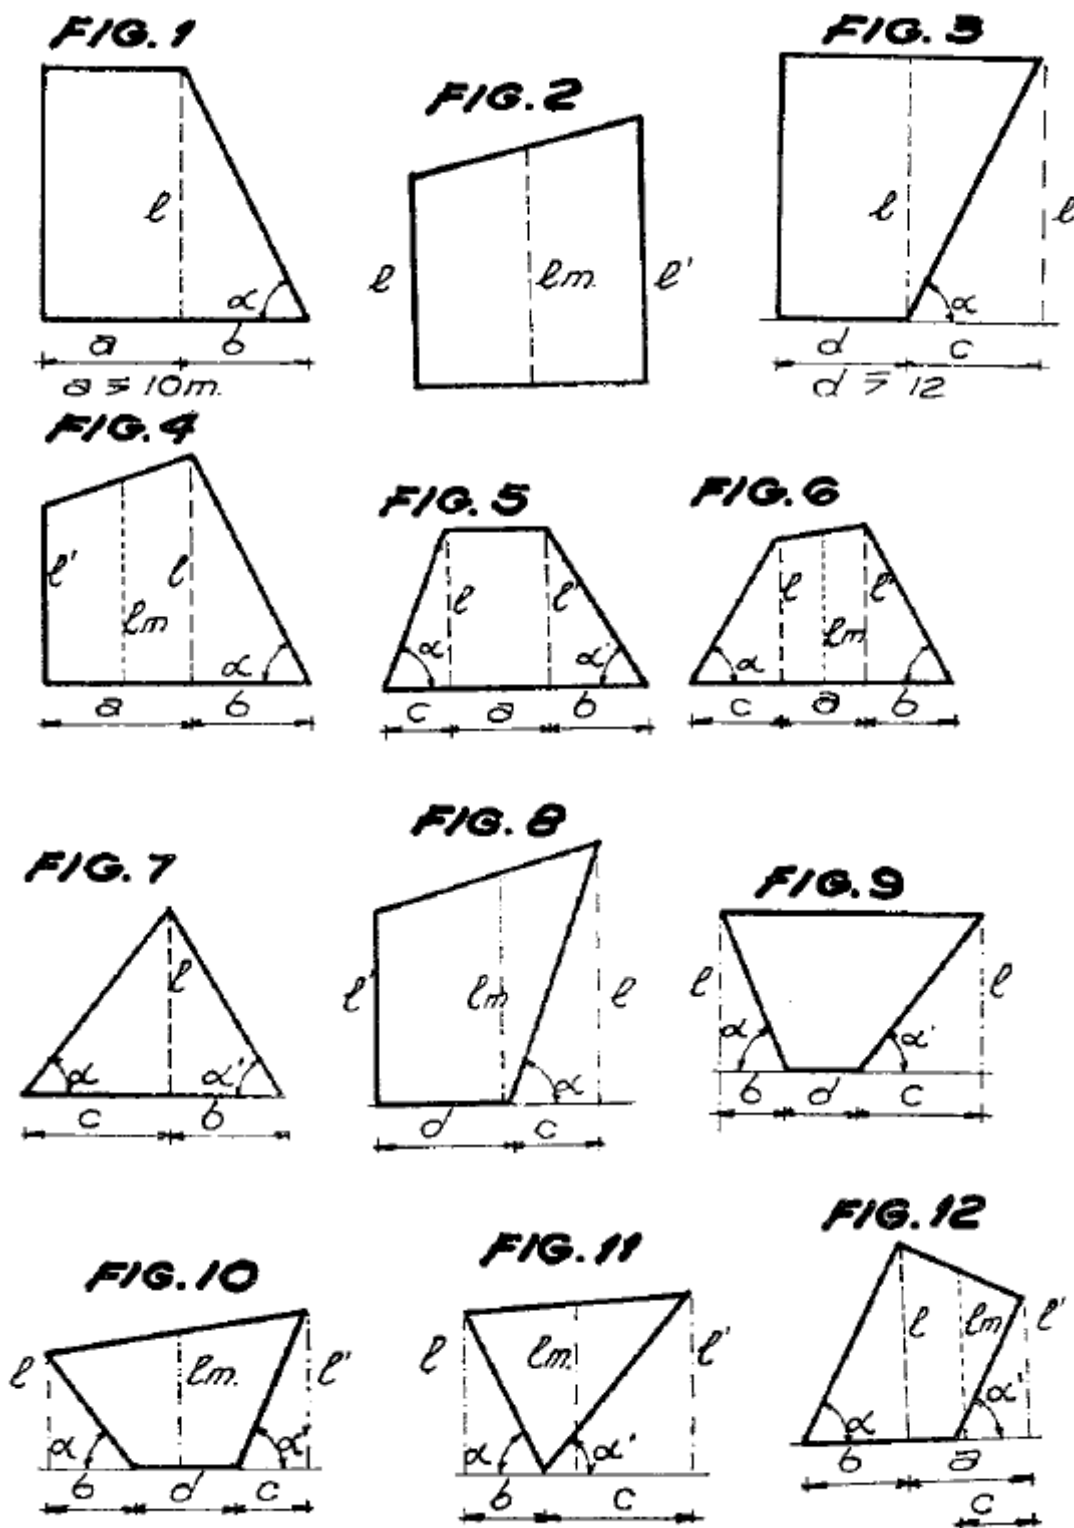 FIG. 1
l
α
a b
a ⩽ 10m.
FIG. 2
l lm. l'
FIG. 3
l l
α
d c
d ⩾ 12
FIG. 4
l' lm l
α
a b
FIG. 5
l l'
α α'
c a b
FIG. 6
l lm l'
α
c a b
FIG. 7
l
α α'
c b
FIG. 8
l' lm l
α
d c
FIG. 9
l l
α α'
b d c
FIG. 10
l lm. l'
α α'
b d c
FIG. 11
l lm. l'
α α'
b c
FIG. 12
l lm l'
α α'
b a
c